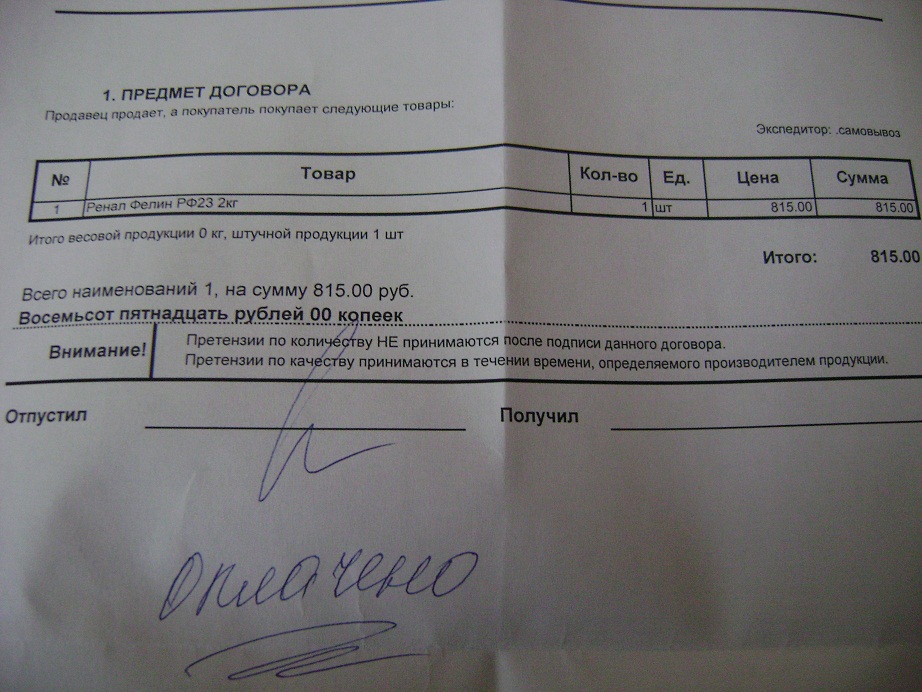 1. ПРЕДМЕТ ДОГОВОРА
Продавец продает, а покупатель покупает следующие товары:
Экспедитор: .самовывоз
№ Товар Кол-во Ед. Цена Сумма
1 Ренал Фелин РФ23 2кг 1 шт 815.00 815.00
Итого весовой продукции 0 кг, штучной продукции 1 шт
Итого: 815.00
Всего наименований 1, на сумму 815.00 руб.
Восемьсот пятнадцать рублей 00 копеек
Внимание! Претензии по количеству НЕ принимаются после подписи данного договора.
Претензии по качеству принимаются в течении времени, определяемого производителем продукции.
Отпустил Получил
Оплачено